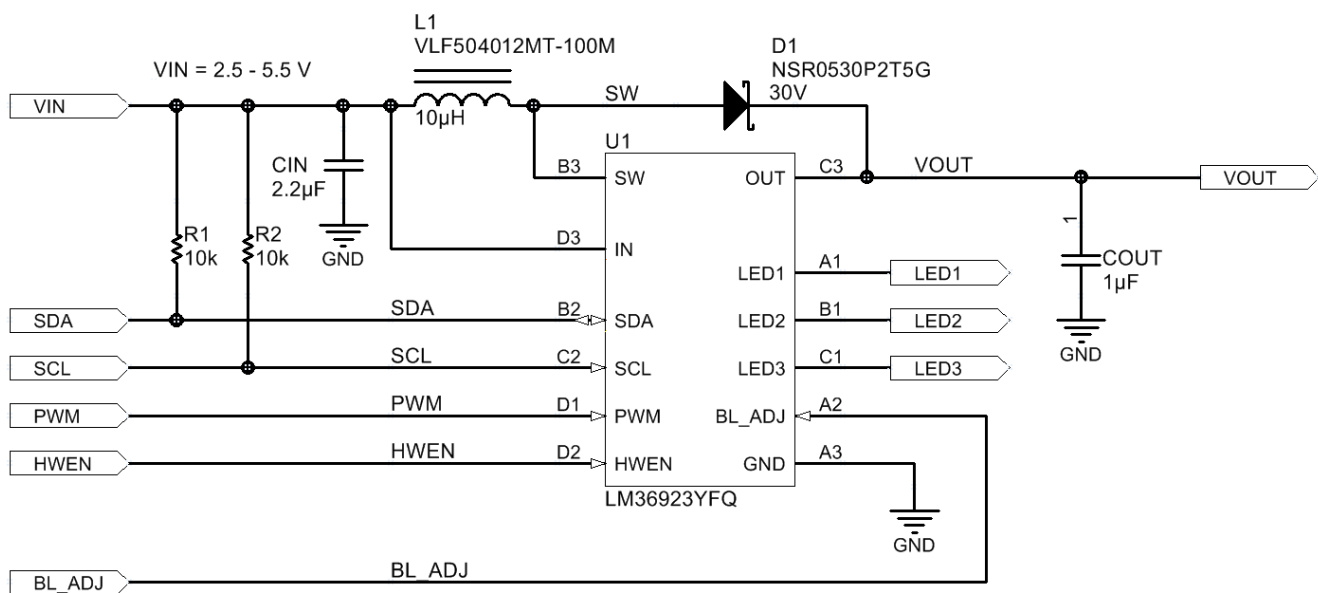 L1
VLF504012MT-100M
D1
NSR0530P2T5G
30V
VIN = 2.5 - 5.5 V
VIN
10µH
SW
U1
CIN
2.2µF
GND
B3
SW
OUT
C3
VOUT
VOUT
D3
IN
R1
10k
R2
10k
1
COUT
1µF
GND
LED1
A1
LED1
SDA
SDA
B2
SDA
LED2
B1
LED2
SCL
SCL
C2
SCL
LED3
C1
LED3
PWM
PWM
D1
PWM
BL_ADJ
A2
HWEN
HWEN
D2
HWEN
GND
A3
LM36923YFQ
GND
BL_ADJ
BL_ADJ